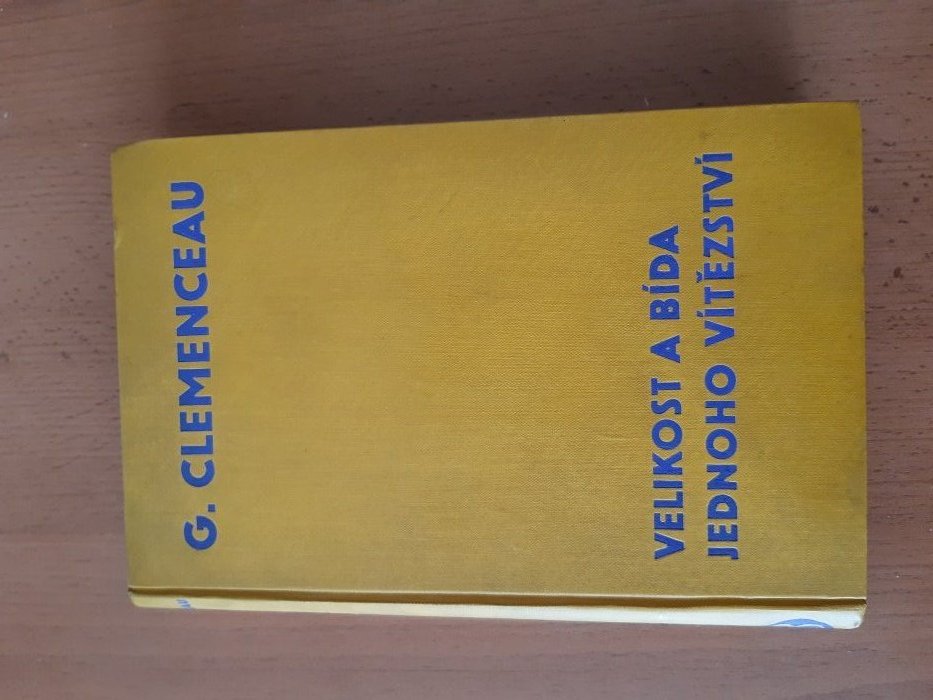 G. CLEMENCEAU
VELIKOST A BÍDA
JEDNOHO VÍTĚZSTVÍ